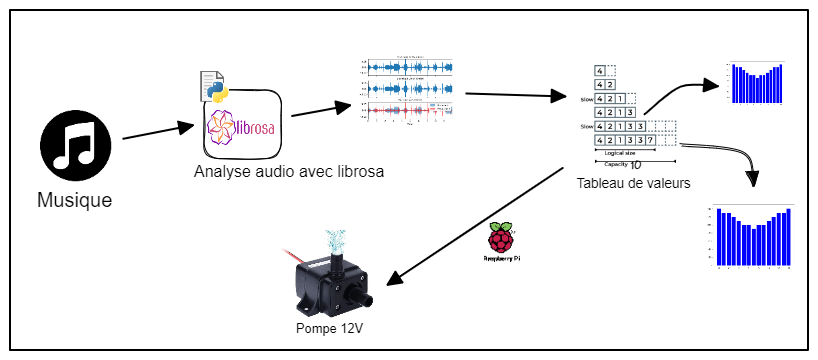 Musique
librosa
Analyse audio avec librosa
4
4 2
Slow 4 2 1
4 2 1 3
Slow 4 2 1 3 3
4 2 1 3 3 7
Logical size
Capacity 10
Tableau de valeurs
Raspberry Pi
Pompe 12V